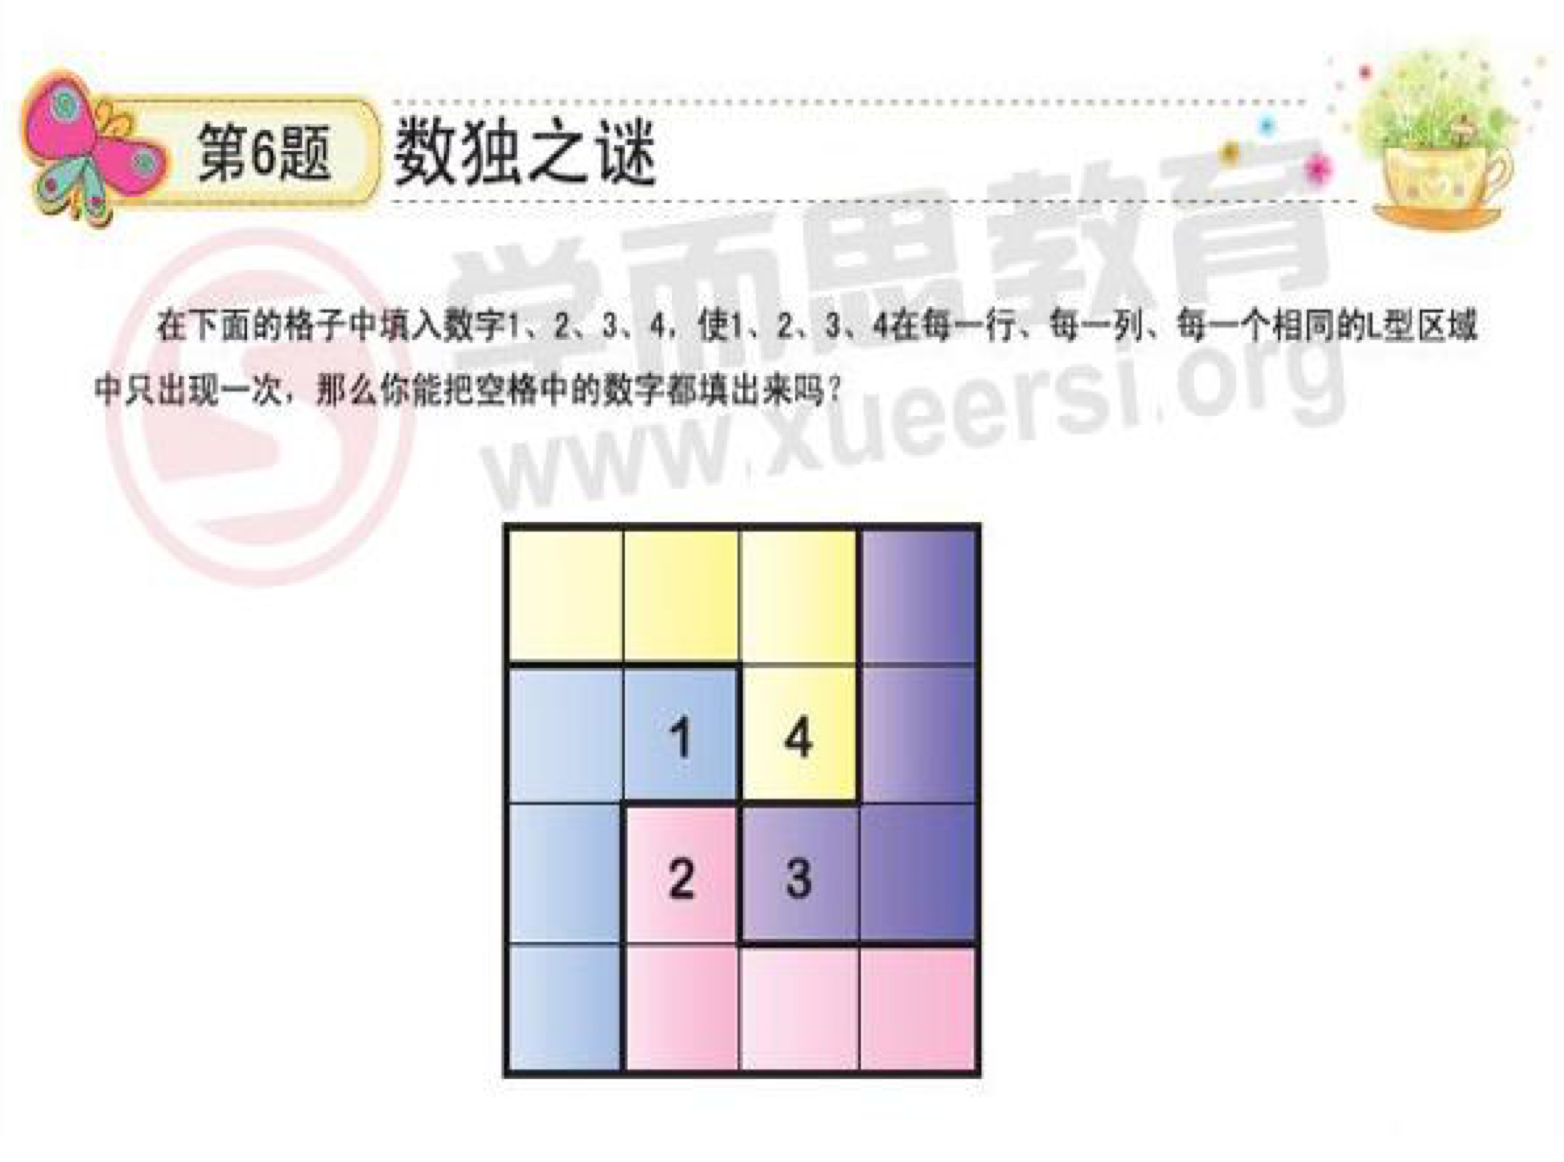 第6题 数独之谜
学而思教育
在下面的格子中填入数字1、2、3、4，使1、2、3、4在每一行、每一列、每一个相同的L型区域
中只出现一次，那么你能把空格中的数字都填出来吗？
www.xueersi.org
1 4
2 3